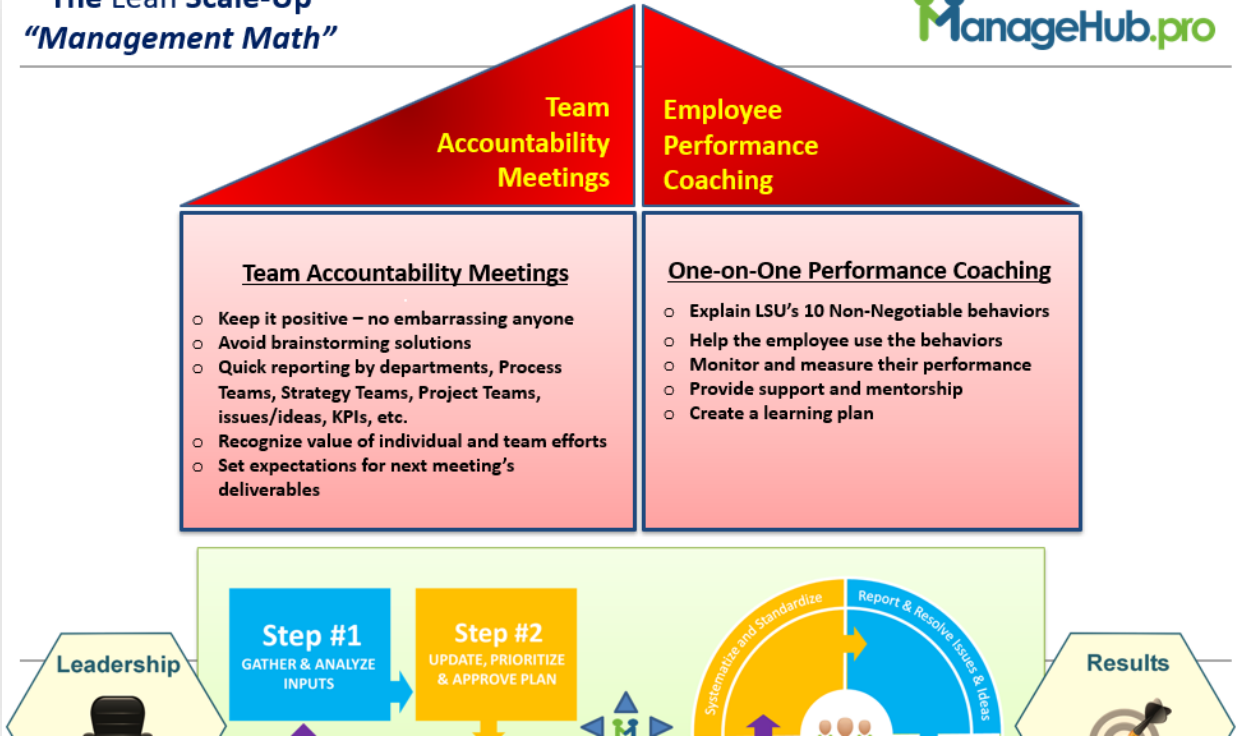 The Lean Scale-Up
“Management Math”
ManageHub.pro
Team
Accountability
Meetings
Employee
Performance
Coaching
Team Accountability Meetings
o Keep it positive – no embarrassing anyone
o Avoid brainstorming solutions
o Quick reporting by departments, Process
Teams, Strategy Teams, Project Teams,
issues/ideas, KPIs, etc.
o Recognize value of individual and team efforts
o Set expectations for next meeting’s
deliverables
One-on-One Performance Coaching
o Explain LSU’s 10 Non-Negotiable behaviors
o Help the employee use the behaviors
o Monitor and measure their performance
o Provide support and mentorship
o Create a learning plan
Leadership
Step #1
GATHER & ANALYZE
INPUTS
Step #2
UPDATE, PRIORITIZE
& APPROVE PLAN
Systematize and Standardize
Report & Resolve Issues & Ideas
Results